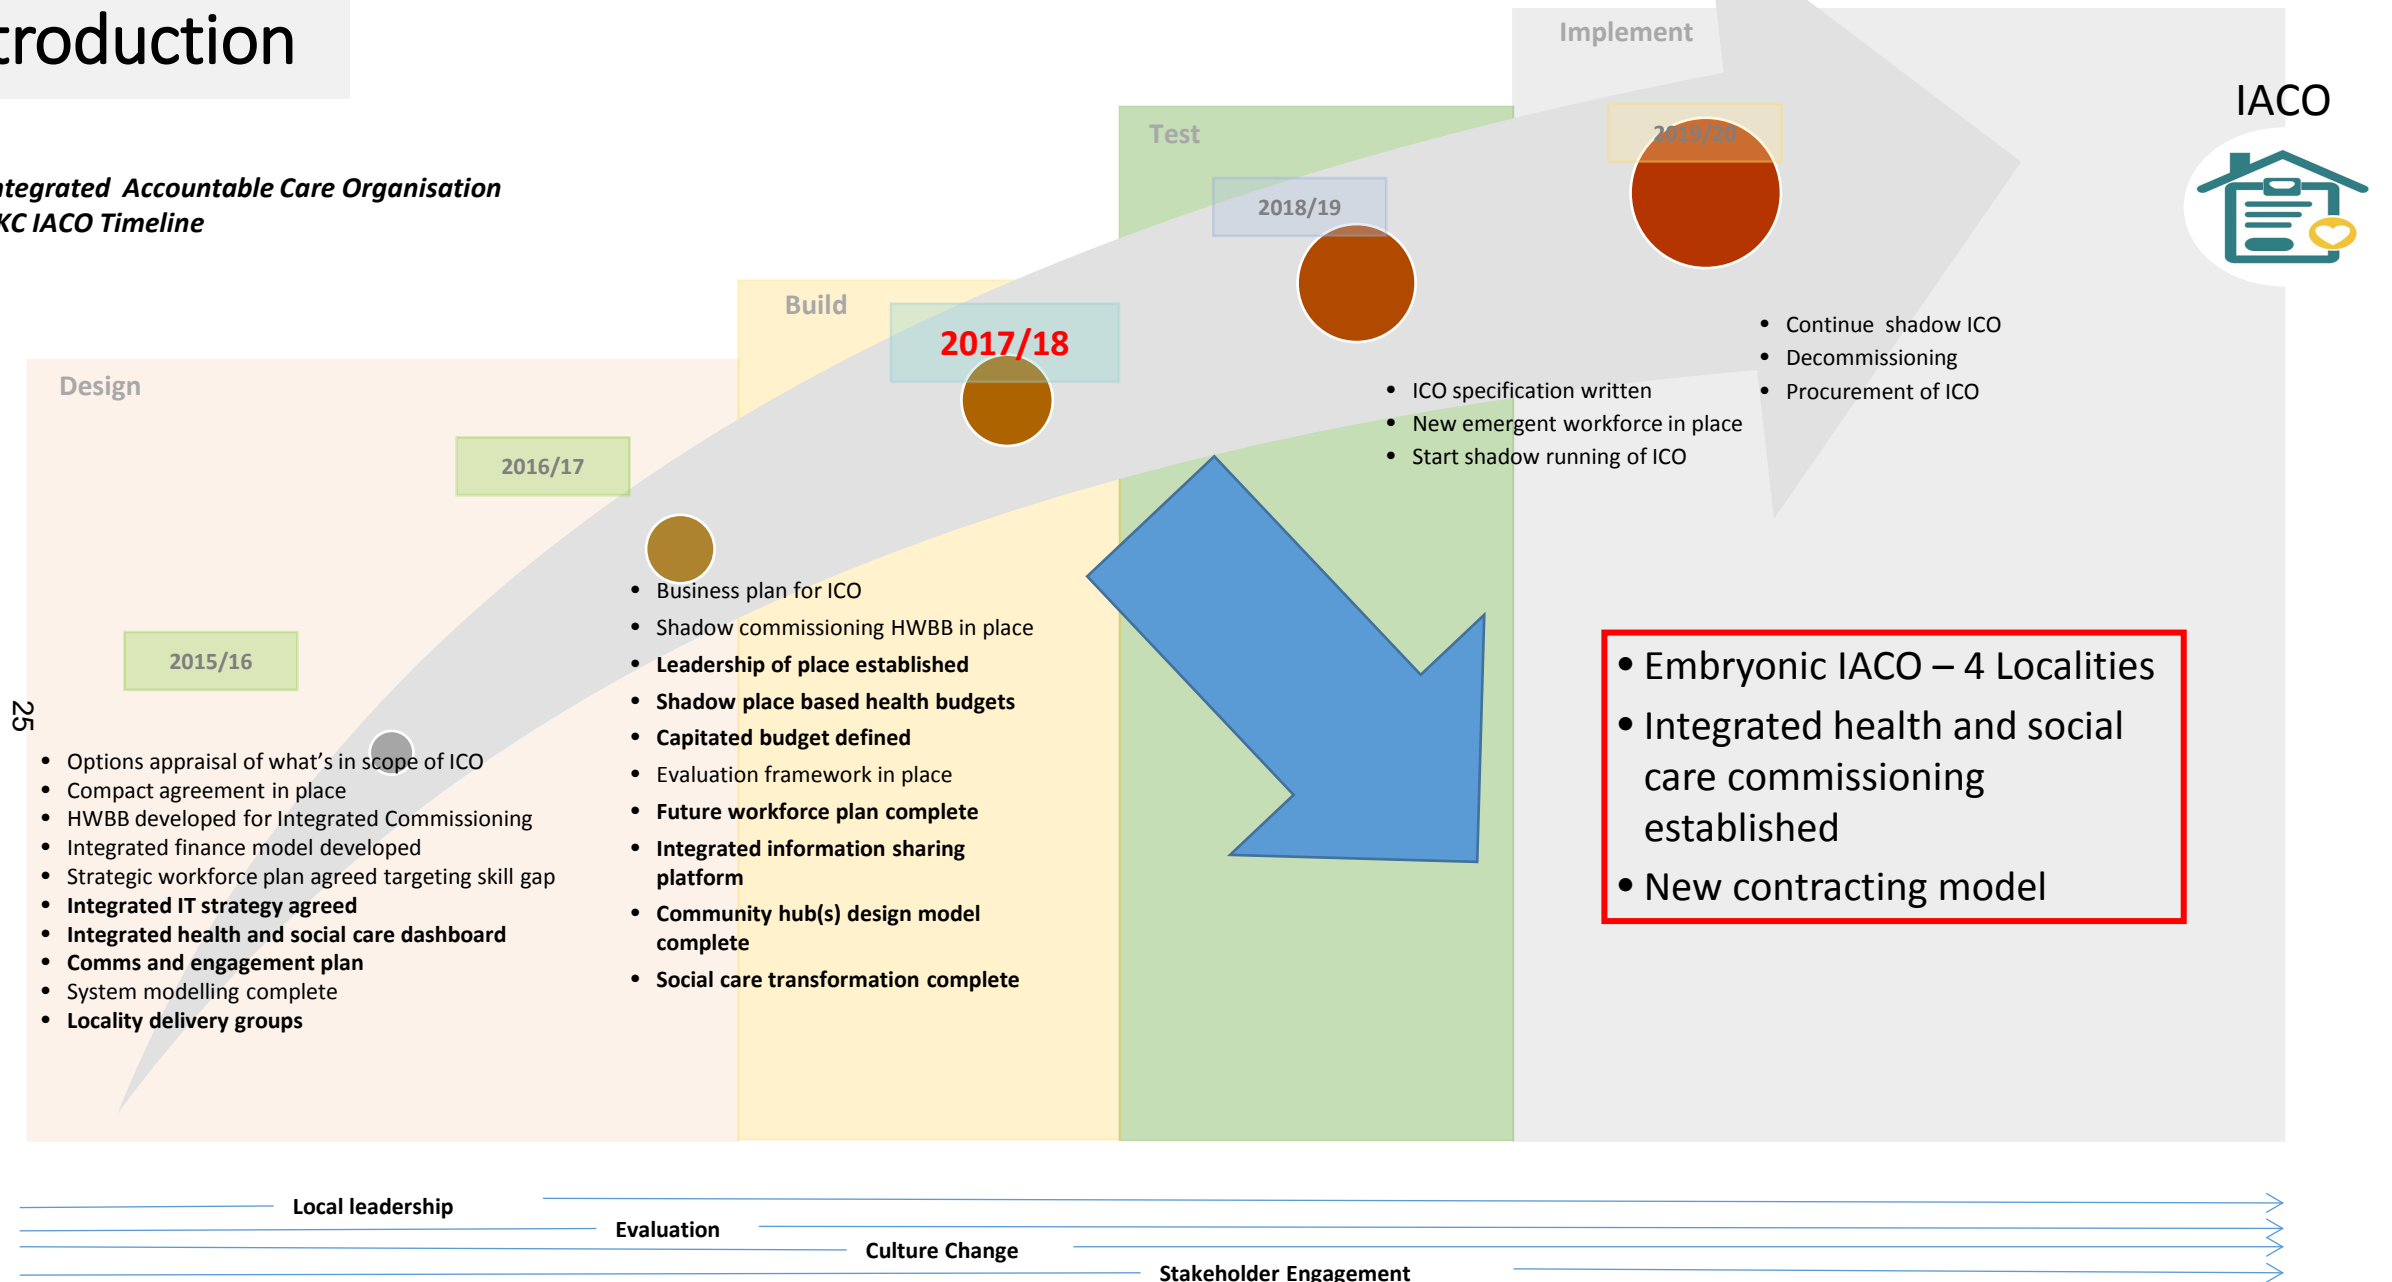 troduction
ntegrated Accountable Care Organisation
KC IACO Timeline
Implement
IACO
Test
2019/20
2018/19
Build
2017/18
Design
2016/17
2015/16
25
• Options appraisal of what's in scope of ICO
• Compact agreement in place
• HWBB developed for Integrated Commissioning
• Integrated finance model developed
• Strategic workforce plan agreed targeting skill gap
• Integrated IT strategy agreed
• Integrated health and social care dashboard
• Comms and engagement plan
• System modelling complete
• Locality delivery groups
• Business plan for ICO
• Shadow commissioning HWBB in place
• Leadership of place established
• Shadow place based health budgets
• Capitated budget defined
• Evaluation framework in place
• Future workforce plan complete
• Integrated information sharing
platform
• Community hub(s) design model
complete
• Social care transformation complete
• ICO specification written
• New emergent workforce in place
• Start shadow running of ICO
• Continue shadow ICO
• Decommissioning
• Procurement of ICO
• Embryonic IACO – 4 Localities
• Integrated health and social
care commissioning
established
• New contracting model
Local leadership
Evaluation
Culture Change
Stakeholder Engagement